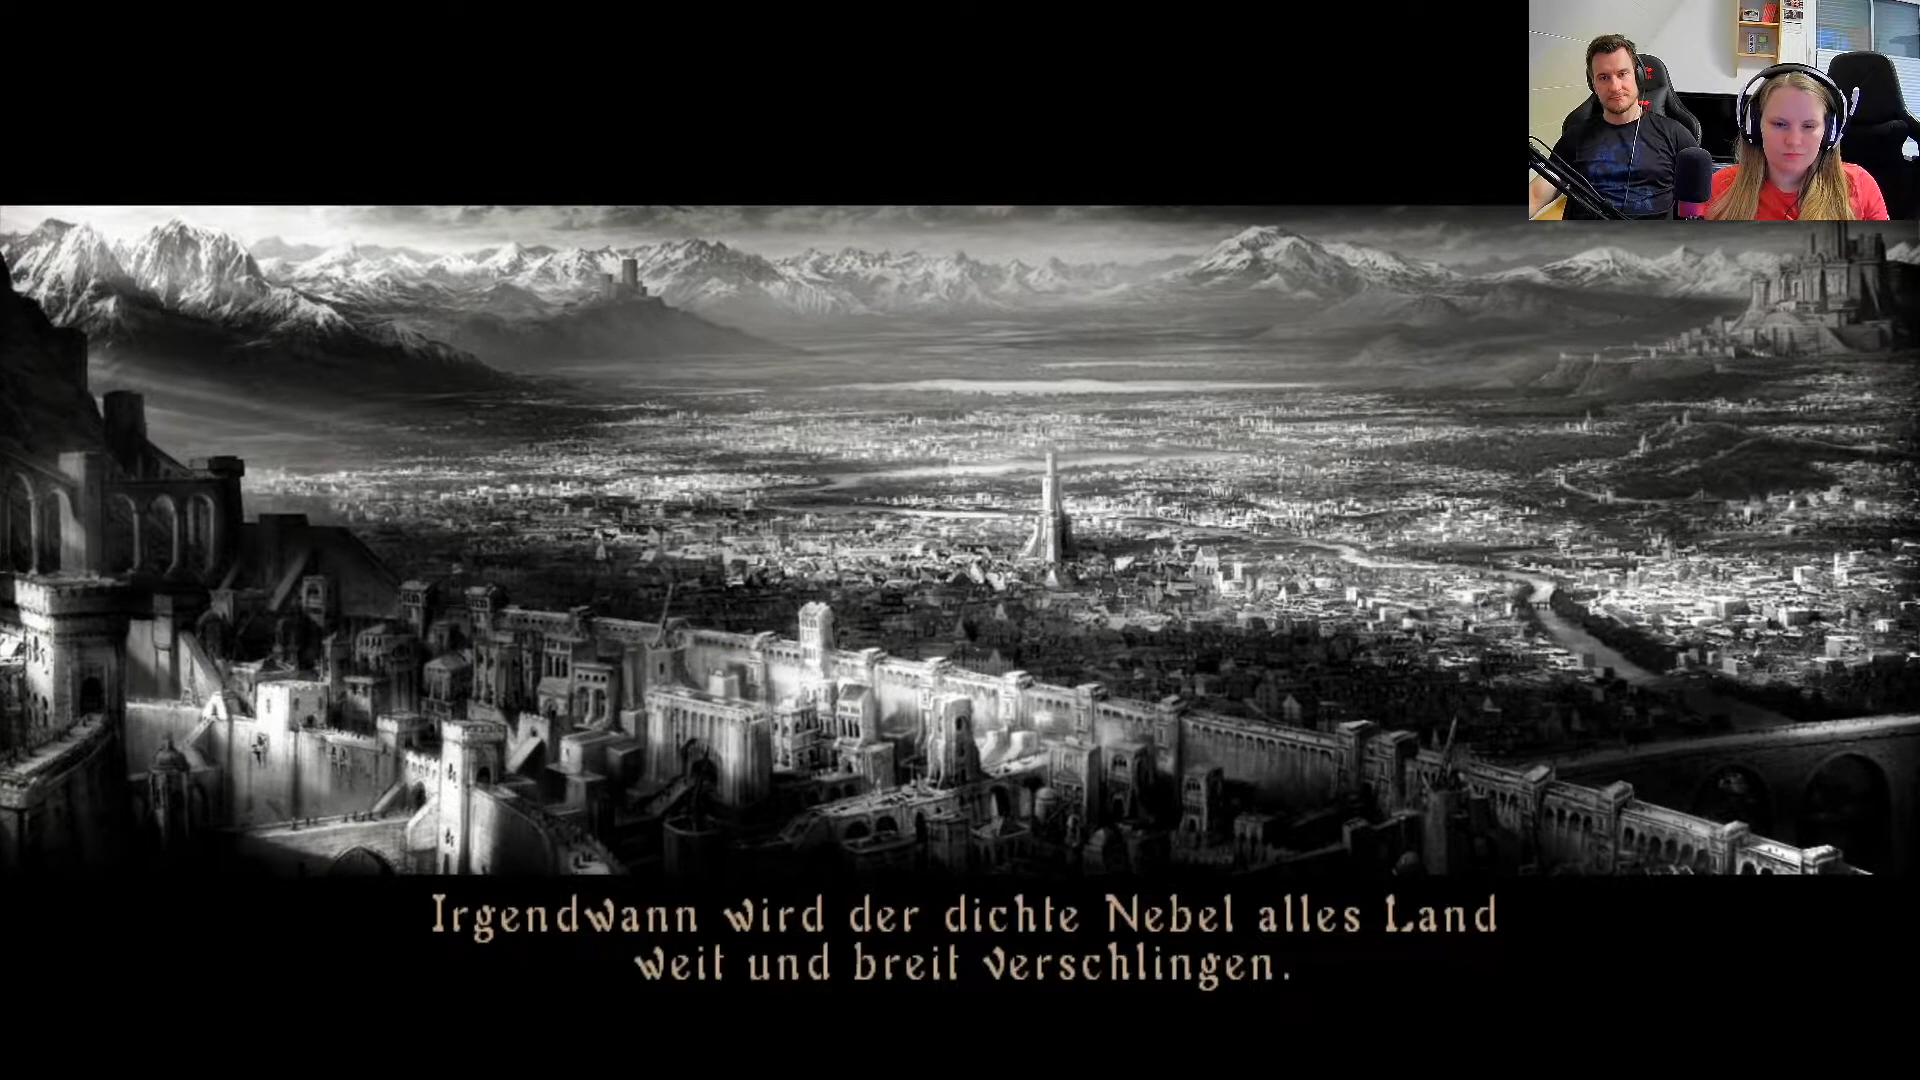 Irgendwann wird der dichte Nebel alles Land
weit und breit verschlingen.